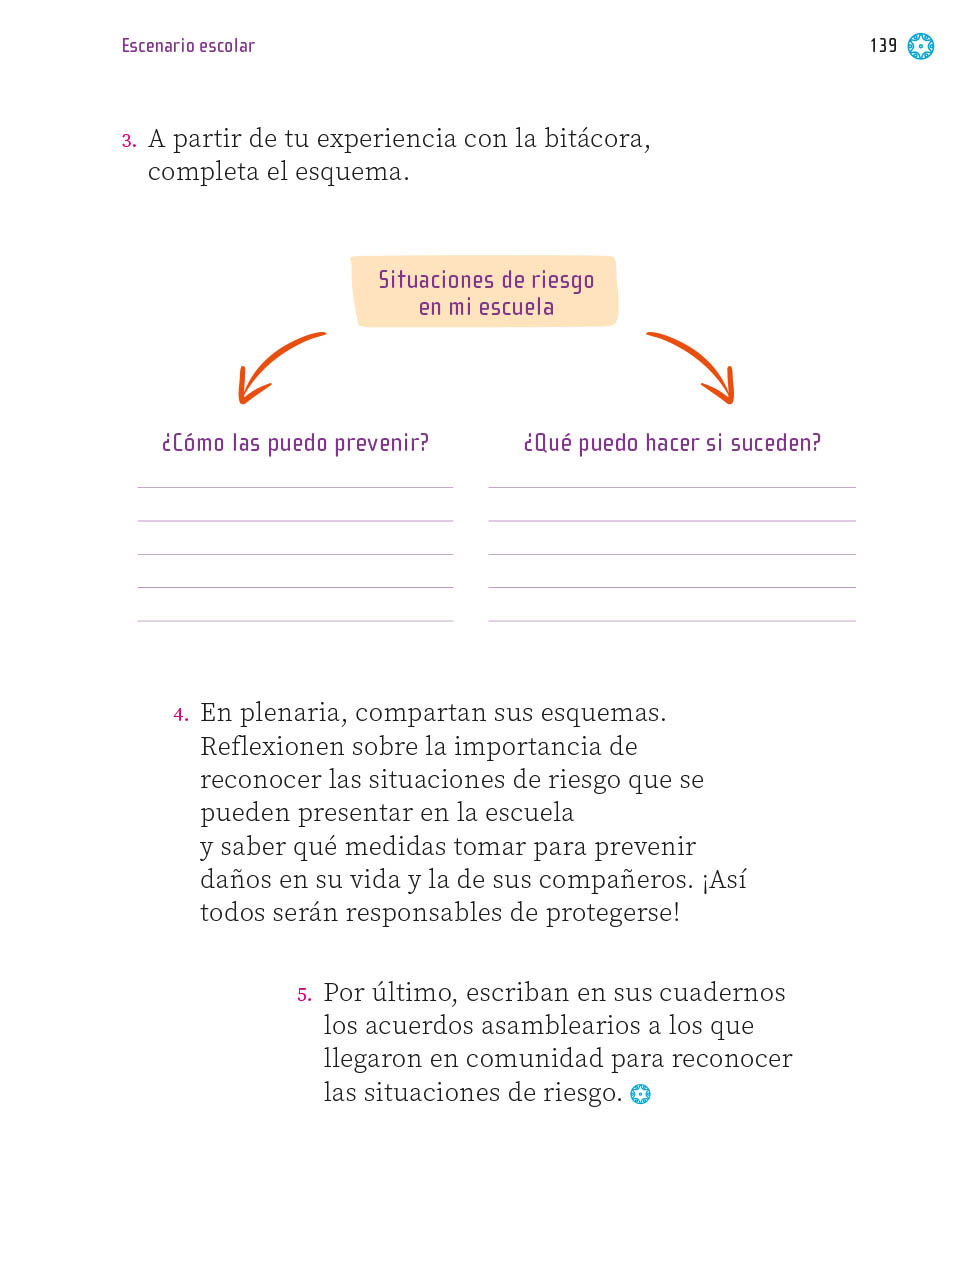 Escenario escolar
139
3. A partir de tu experiencia con la bitácora,
completa el esquema.
Situaciones de riesgo
en mi escuela
¿Cómo las puedo prevenir?
¿Qué puedo hacer si suceden?
4. En plenaria, compartan sus esquemas.
Reflexionen sobre la importancia de
reconocer las situaciones de riesgo que se
pueden presentar en la escuela
y saber qué medidas tomar para prevenir
daños en su vida y la de sus compañeros. ¡Así
todos serán responsables de protegerse!
5. Por último, escriban en sus cuadernos
los acuerdos asamblearios a los que
llegaron en comunidad para reconocer
las situaciones de riesgo.